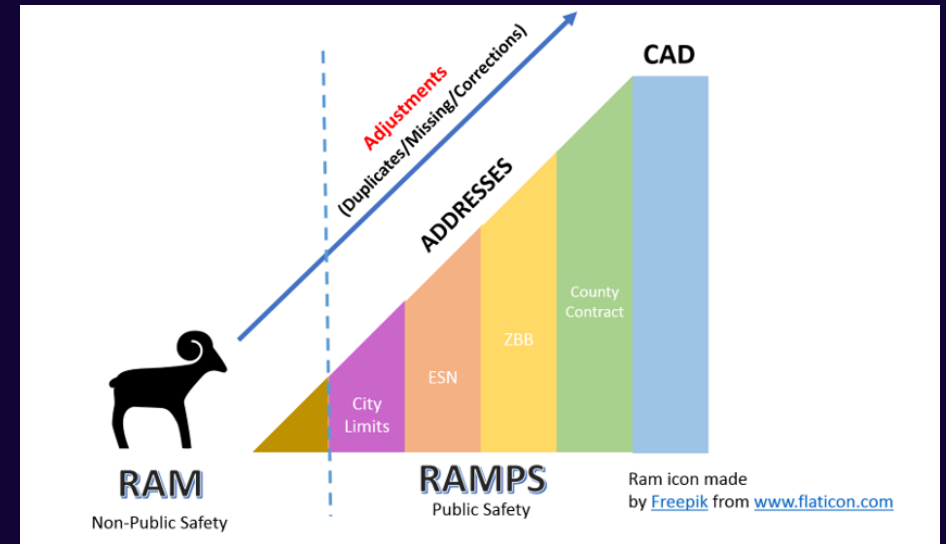 CAD
Adjustments
(Duplicates/Missing/Corrections)
ADDRESSES
City
Limits
ESN
ZBB
County
Contract
RAM
Non-Public Safety
RAMPS
Public Safety
Ram icon made
by Freepik from www.flaticon.com